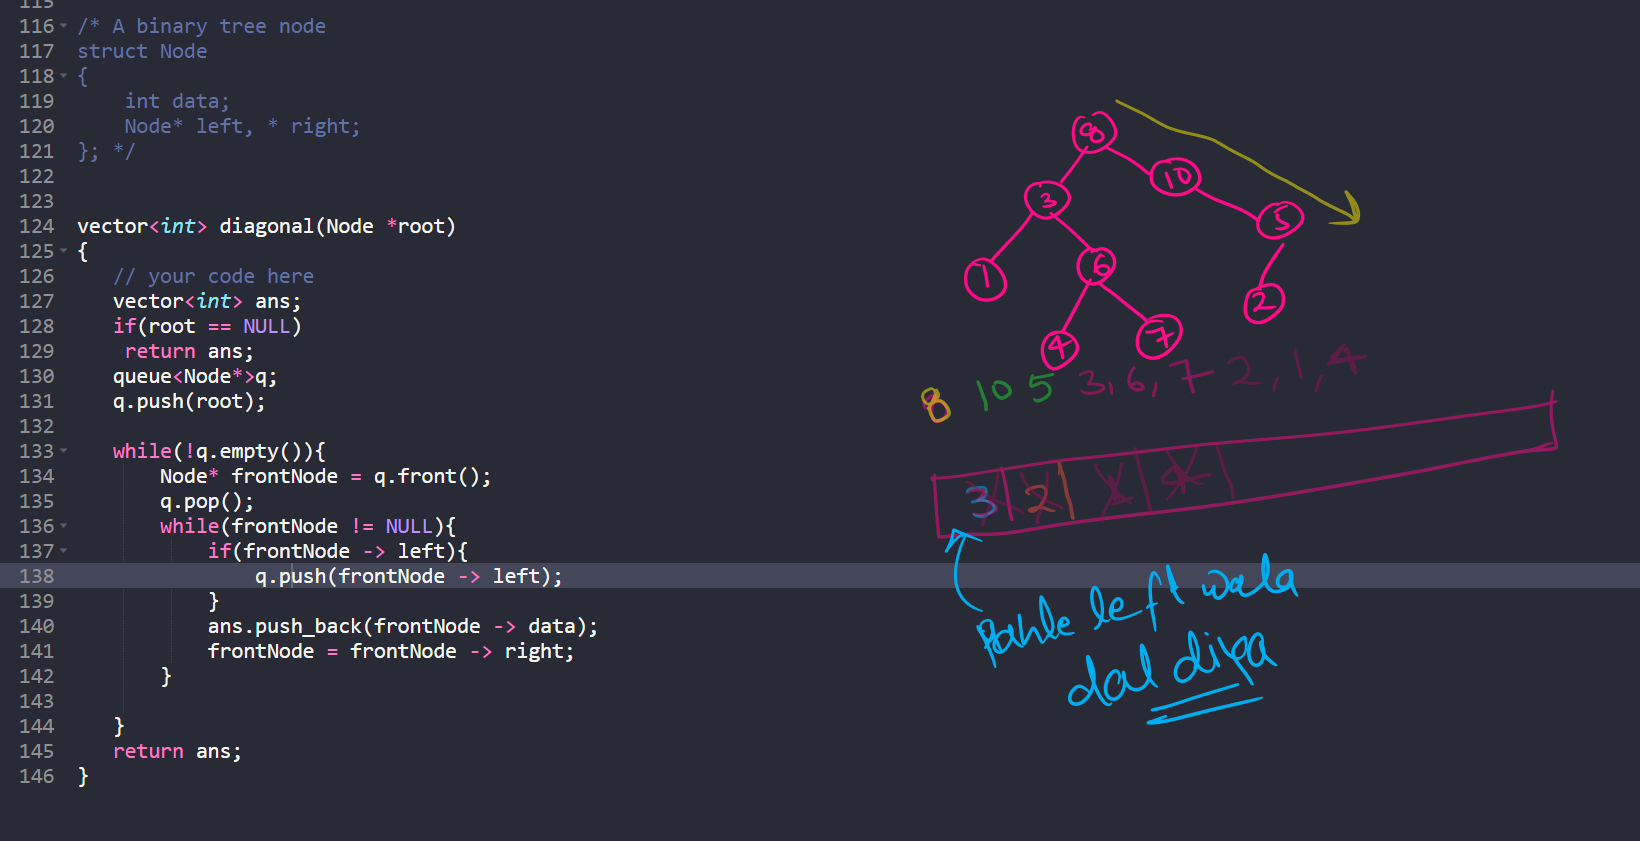 115
116 /* A binary tree node
117 struct Node
118 {
119     int data;
120     Node* left, * right;
121 }; */
122
123
124 vector<int> diagonal(Node *root)
125 {
126    // your code here
127    vector<int> ans;
128    if(root == NULL)
129     return ans;
130    queue<Node*>q;
131    q.push(root);
132
133    while(!q.empty()){
134        Node* frontNode = q.front();
135        q.pop();
136        while(frontNode != NULL){
137            if(frontNode -> left){
138                q.push(frontNode -> left);
139            }
140            ans.push_back(frontNode -> data);
141            frontNode = frontNode -> right;
142        }
143
144    }
145    return ans;
146 }
8
10
3
5
1
6
2
4
7
8 10 5 3, 6, 7 2, 1, 4
3 2 1 4
Pahle left wala
dal diya